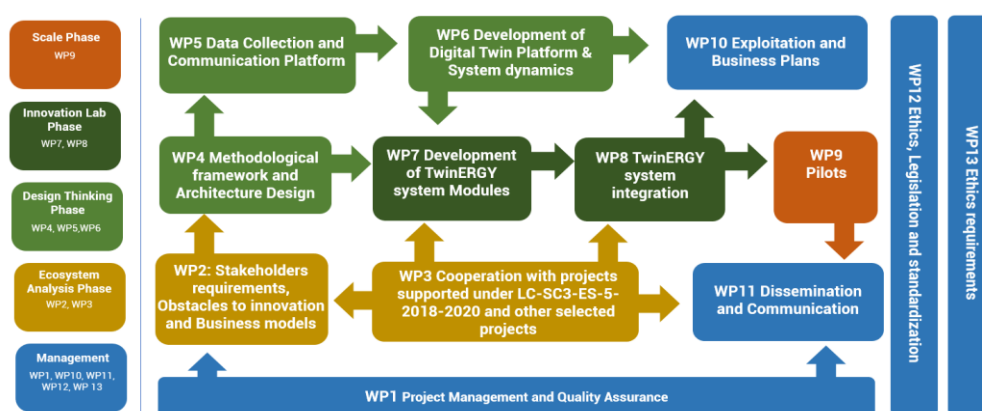 Scale Phase
WP9
Innovation Lab
Phase
WP7, WP8
Design Thinking
Phase
WP4, WP5,WP6
Ecosystem
Analysis Phase
WP2, WP3
Management
WP1, WP10, WP11,
WP12, WP 13
WP5 Data Collection and
Communication Platform
WP6 Development of
Digital Twin Platform &
System dynamics
WP10 Exploitation and
Business Plans
WP4 Methodological
framework and
Architecture Design
WP7 Development
of TwinERGY
system Modules
WP8 TwinERGY
system
integration
WP9
Pilots
WP2: Stakeholders
requirements,
Obstacles to innovation
and Business models
WP3 Cooperation with projects
supported under LC-SC3-ES-5-
2018-2020 and other selected
projects
WP11 Dissemination
and Communication
WP1 Project Management and Quality Assurance
WP12 Ethics, Legislation and standardization
WP13 Ethics requirements